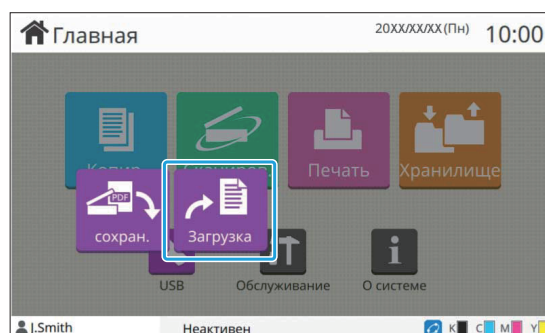 Главная
20XX/XX/XX(Пн) 10:00
Печать
Хранилище
PDF
сохран.
Загрузка
USB
Обслуживание
О системе
J.Smith
Неактивен
K C M Y